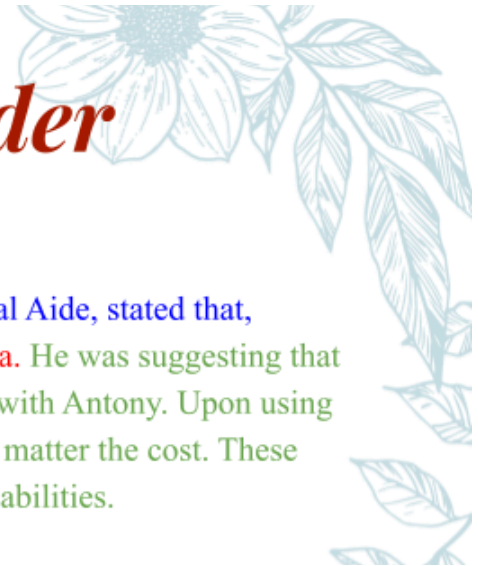 der
al Aide, stated that,
a. He was suggesting that
with Antony. Upon using
matter the cost. These
abilities.